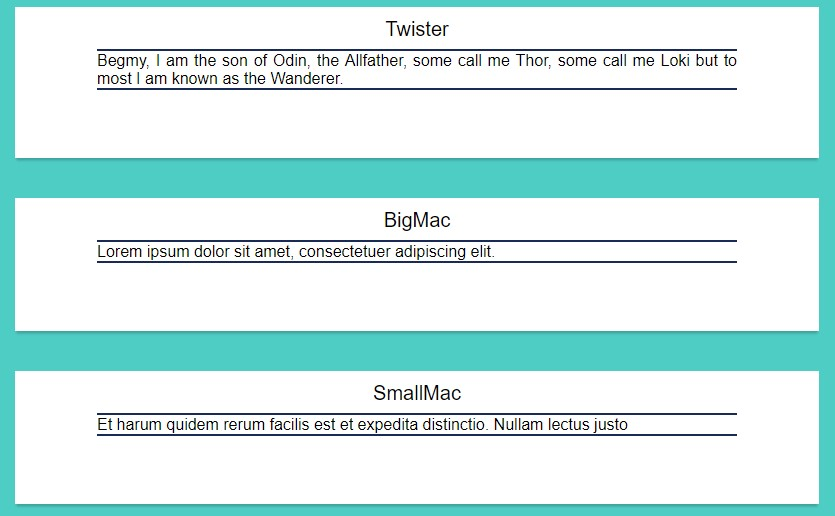 Twister
Begmy, I am the son of Odin, the Allfather, some call me Thor, some call me Loki but to
most I am known as the Wanderer.
BigMac
Lorem ipsum dolor sit amet, consectetuer adipiscing elit.
SmallMac
Et harum quidem rerum facilis est et expedita distinctio. Nullam lectus justo